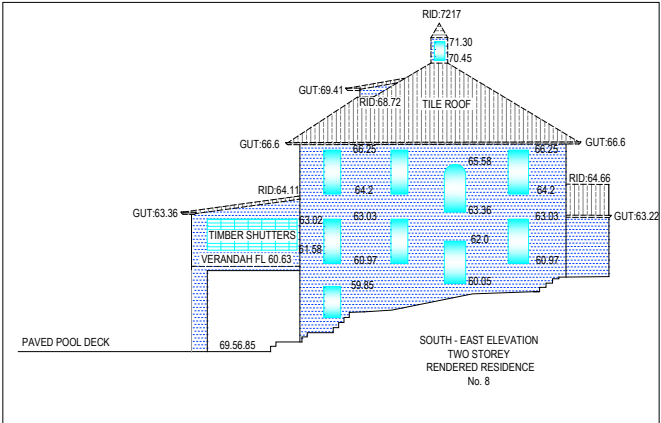 RID:7217
71.30
70.45
GUT:69.41
RID:68.72
TILE ROOF
GUT:66.6
GUT:66.6
66.25
66.25
65.58
RID:64.66
RID:64.11
64.2
64.2
GUT:63.36
63.36
GUT:63.22
63.02
63.03
63.03
TIMBER SHUTTERS
62.0
61.58
VERANDAH FL 60.63
60.97
60.97
59.85
60.05
PAVED POOL DECK
69.56.85
SOUTH - EAST ELEVATION
TWO STOREY
RENDERED RESIDENCE
No. 8